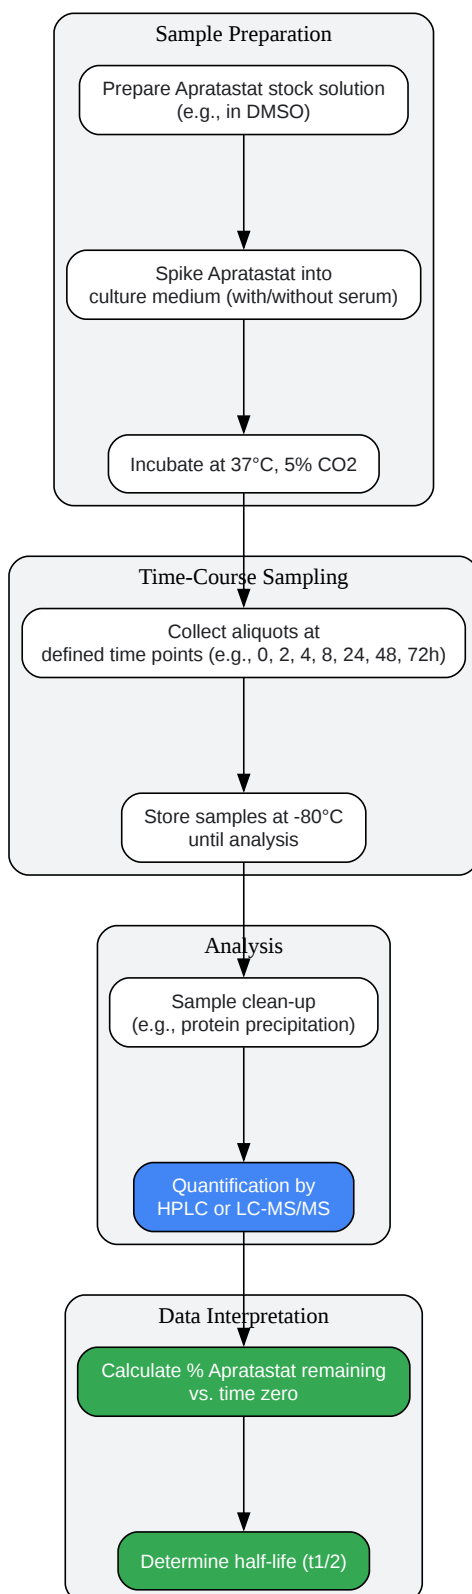 Sample Preparation
Prepare Apratastat stock solution
(e.g., in DMSO)
Spike Apratastat into
culture medium (with/without serum)
Incubate at 37°C, 5% CO2
Time-Course Sampling
Collect aliquots at
defined time points (e.g., 0, 2, 4, 8, 24, 48, 72h)
Store samples at -80°C
until analysis
Analysis
Sample clean-up
(e.g., protein precipitation)
Quantification by
HPLC or LC-MS/MS
Data Interpretation
Calculate % Apratastat remaining
vs. time zero
Determine half-life (t1/2)